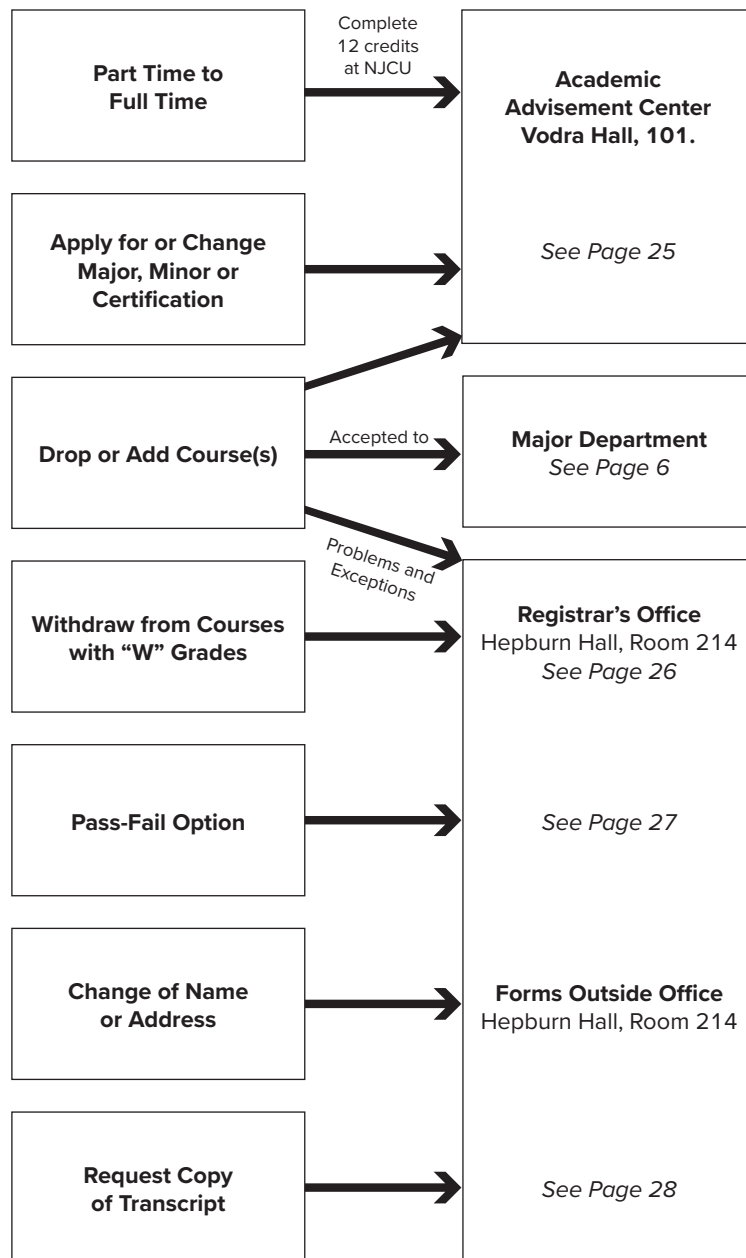 Part Time to
Full Time
Complete
12 credits
at NJCU
Academic
Advisement Center
Vodra Hall, 101.
Apply for or Change
Major, Minor or
Certification
See Page 25
Drop or Add Course(s)
Accepted to
Major Department
See Page 6
Problems and
Exceptions
Withdraw from Courses
with “W” Grades
Registrar’s Office
Hepburn Hall, Room 214
See Page 26
Pass-Fail Option
See Page 27
Change of Name
or Address
Forms Outside Office
Hepburn Hall, Room 214
Request Copy
of Transcript
See Page 28